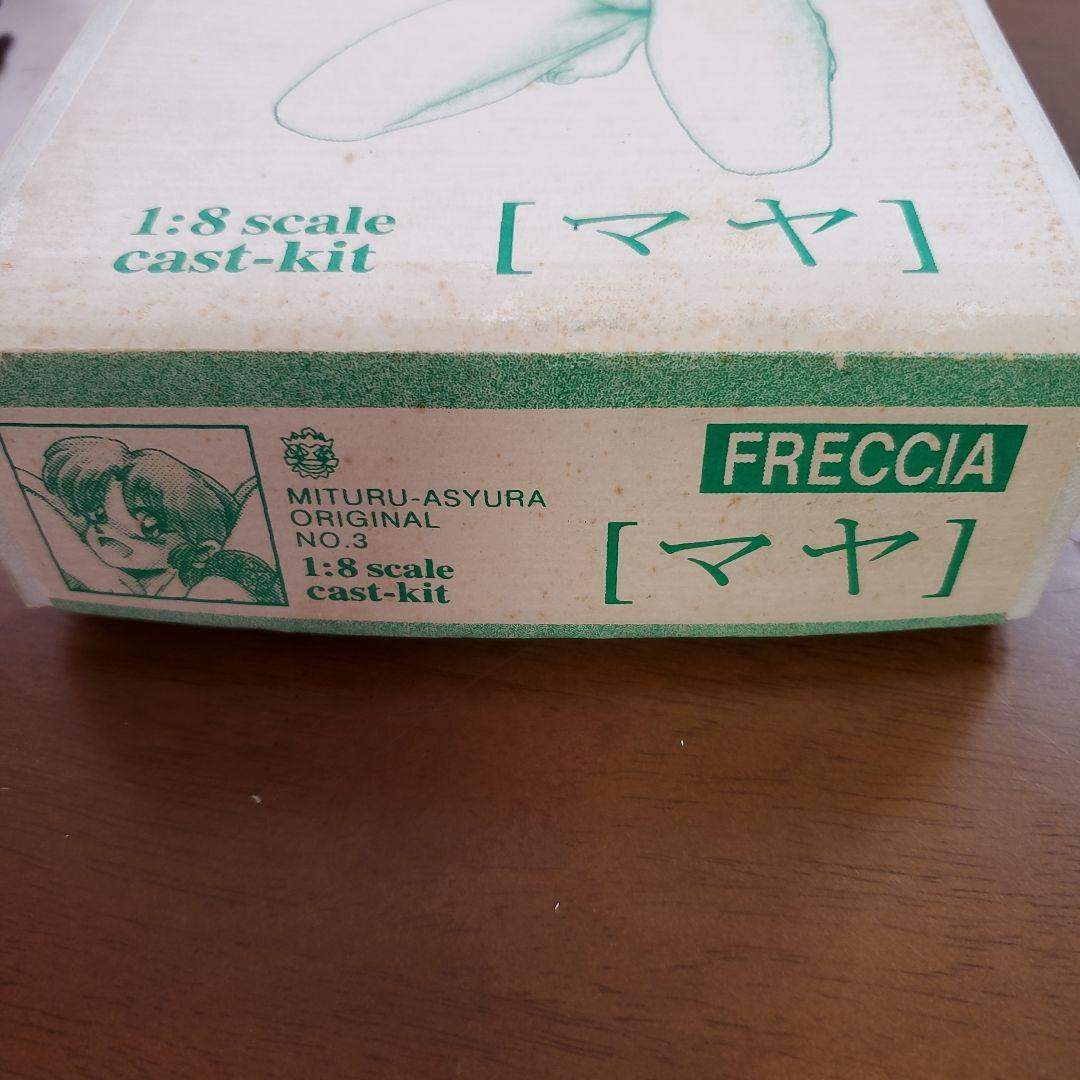 1:8 scale
cast-kit
[マヤ]
MITURU-ASYURA
ORIGINAL
NO.3
1:8 scale
cast-kit
FRECCIA
[マヤ]